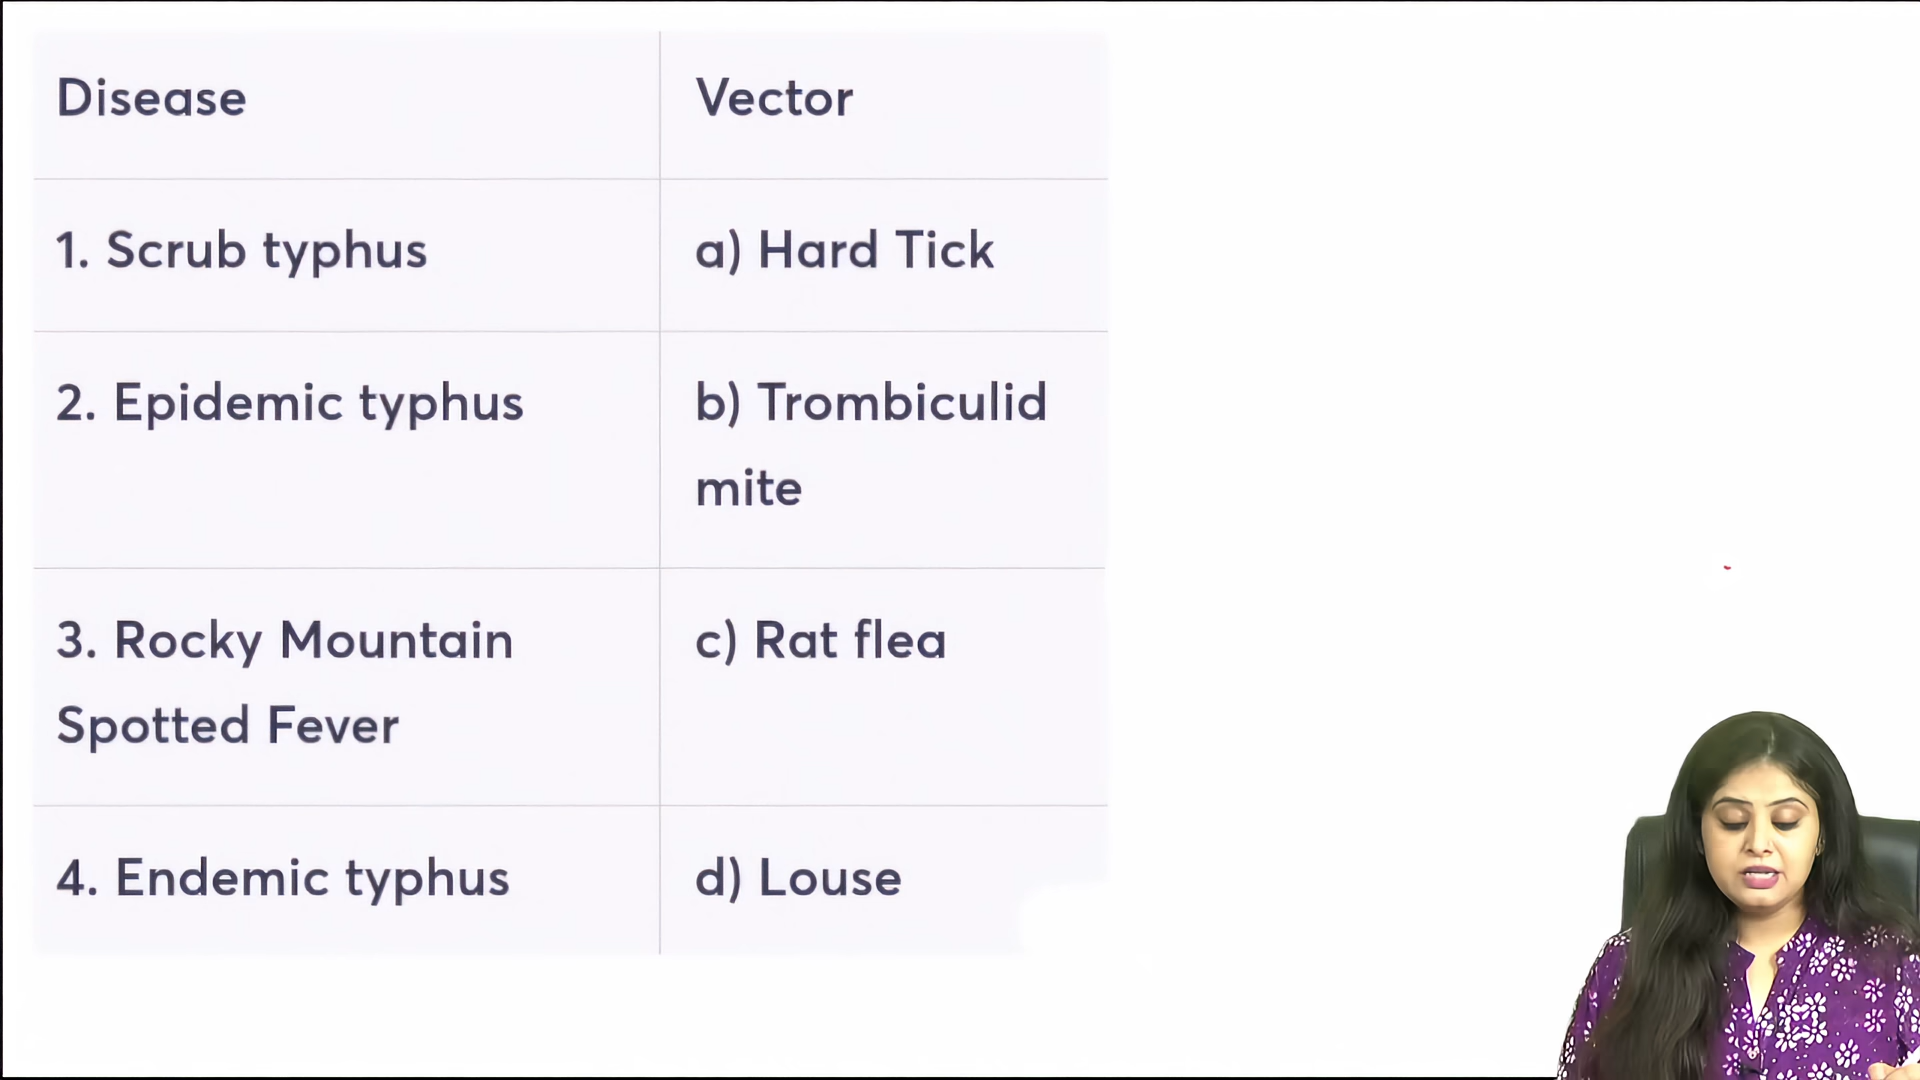 Disease
Vector
1. Scrub typhus
a) Hard Tick
2. Epidemic typhus
b) Trombiculid
mite
3. Rocky Mountain
Spotted Fever
c) Rat flea
4. Endemic typhus
d) Louse